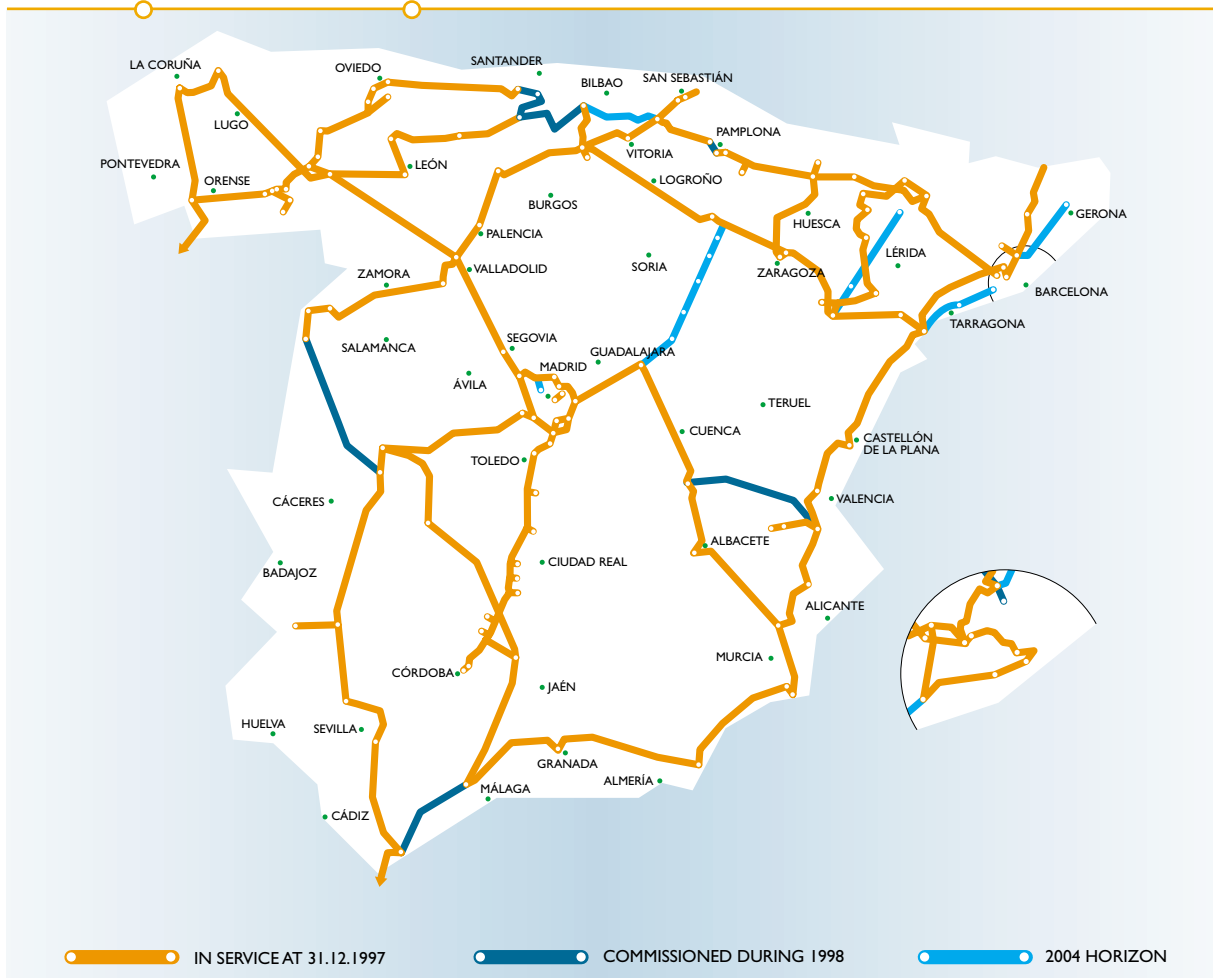 SANTANDER
LA CORUÑA
OVIEDO
BILBAO
SAN SEBASTIÁN
LUGO
PAMPLONA
PONTEVEDRA
LEÓN
VITORIA
ORENSE
LOGROÑO
BURGOS
GERONA
HUESCA
PALENCIA
LÉRIDA
SORIA
VALLADOLID
ZAMORA
ZARAGOZA
BARCELONA
TARRAGONA
SEGOVIA
SALAMANCA
GUADALAJARA
MADRID
ÁVILA
TERUEL
CUENCA
CASTELLÓN
DE LA PLANA
TOLEDO
CÁCERES
VALENCIA
ALBACETE
CIUDAD REAL
BADAJOZ
ALICANTE
MURCIA
CÓRDOBA
JAÉN
HUELVA
SEVILLA
GRANADA
ALMERÍA
MÁLAGA
CÁDIZ
IN SERVICE AT 31.12.1997
COMMISSIONED DURING 1998
2004 HORIZON